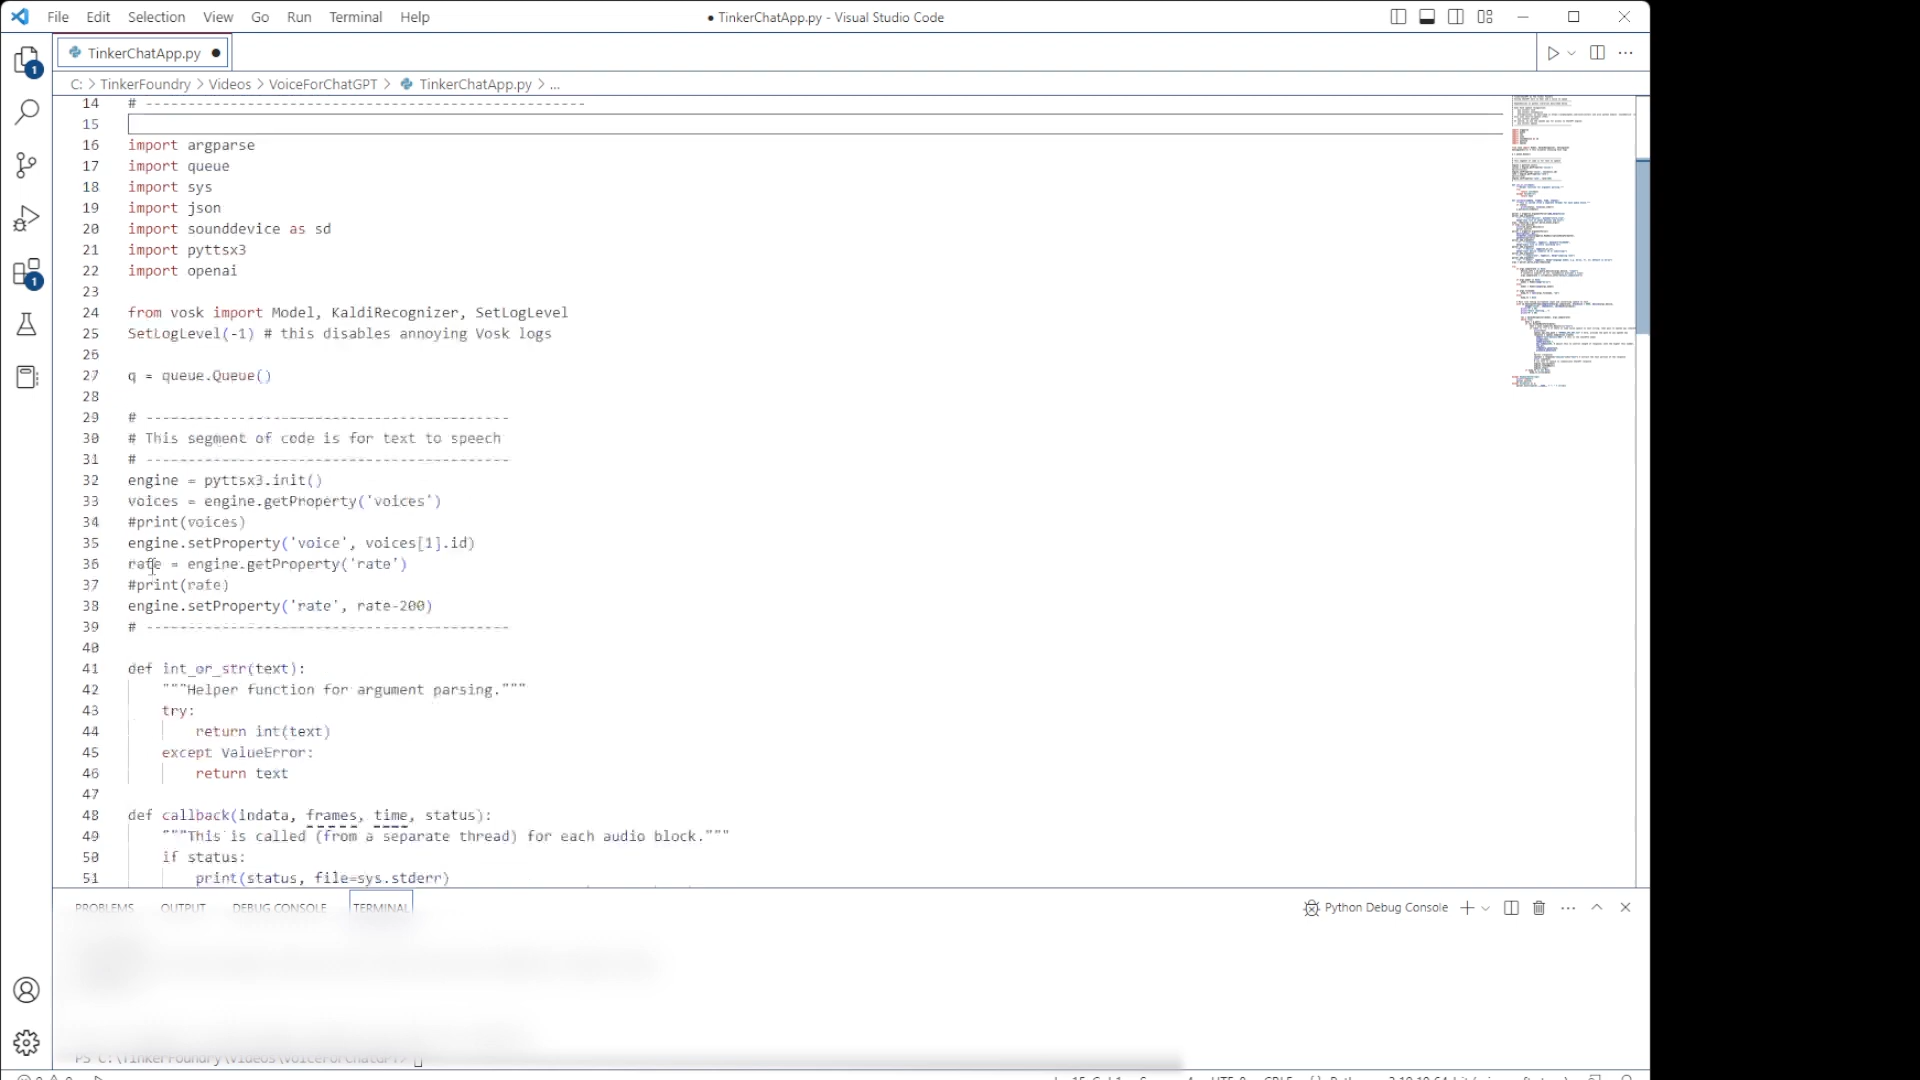 File Edit Selection View Go Run Terminal Help
● TinkerChatApp.py - Visual Studio Code
TinkerChatApp.py ●
C: > TinkerFoundry > Videos > VoiceForChatGPT > TinkerChatApp.py > ...
14 # ----------------------------------------------------
15
16 import argparse
17 import queue
18 import sys
19 import json
20 import sounddevice as sd
21 import pyttsx3
22 import openai
23
24 from vosk import Model, KaldiRecognizer, SetLogLevel
25 SetLogLevel(-1) # this disables annoying Vosk logs
26
27 q = queue.Queue()
28
29 # -------------------------------------------
30 # This segment of code is for text to speech
31 # -------------------------------------------
32 engine = pyttsx3.init()
33 voices = engine.getProperty('voices')
34 #print(voices)
35 engine.setProperty('voice', voices[1].id)
36 rate = engine.getProperty('rate')
37 #print(rate)
38 engine.setProperty('rate', rate-200)
39 # -------------------------------------------
40
41 def int_or_str(text):
42 """Helper function for argument parsing."""
43 try:
44 return int(text)
45 except ValueError:
46 return text
47
48 def callback(indata, frames, time, status):
49 """This is called (from a separate thread) for each audio block."""
50 if status:
51 print(status, file=sys.stderr)
PROBLEMS OUTPUT DEBUG CONSOLE TERMINAL Python Debug Console
PS C:\TinkerFoundry\Videos\VoiceForChatGPT>